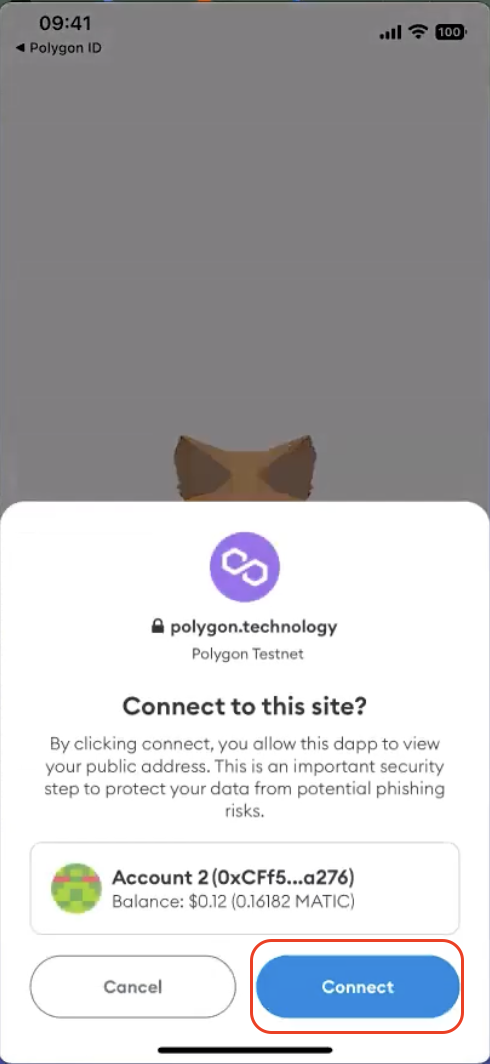 09:41
100
◀ Polygon ID
polygon.technology
Polygon Testnet
Connect to this site?
By clicking connect, you allow this dapp to view
your public address. This is an important security
step to protect your data from potential phishing
risks.
Account 2 (0xCFf5...a276)
Balance: $0.12 (0.16182 MATIC)
Cancel
Connect